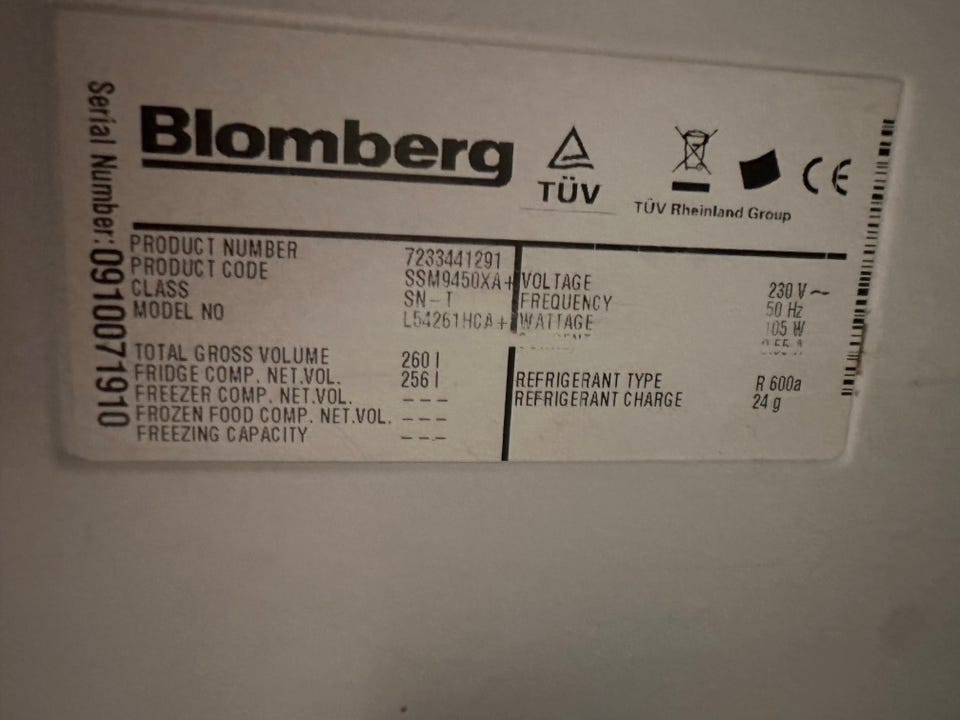 Serial Number: 09100071910
Blomberg
TÜV
TÜV Rheinland Group
CE
PRODUCT NUMBER 7233441291
PRODUCT CODE SSM9450XA+
CLASS SN-T
MODEL NO L54261HCA+
TOTAL GROSS VOLUME 260 l
FRIDGE COMP. NET.VOL. 256 l
FREEZER COMP. NET.VOL. ---
FROZEN FOOD COMP. NET.VOL. ---
FREEZING CAPACITY ---
VOLTAGE 230 V ~
FREQUENCY 50 Hz
WATTAGE 105 W
REFRIGERANT TYPE R 600a
REFRIGERANT CHARGE 24 g